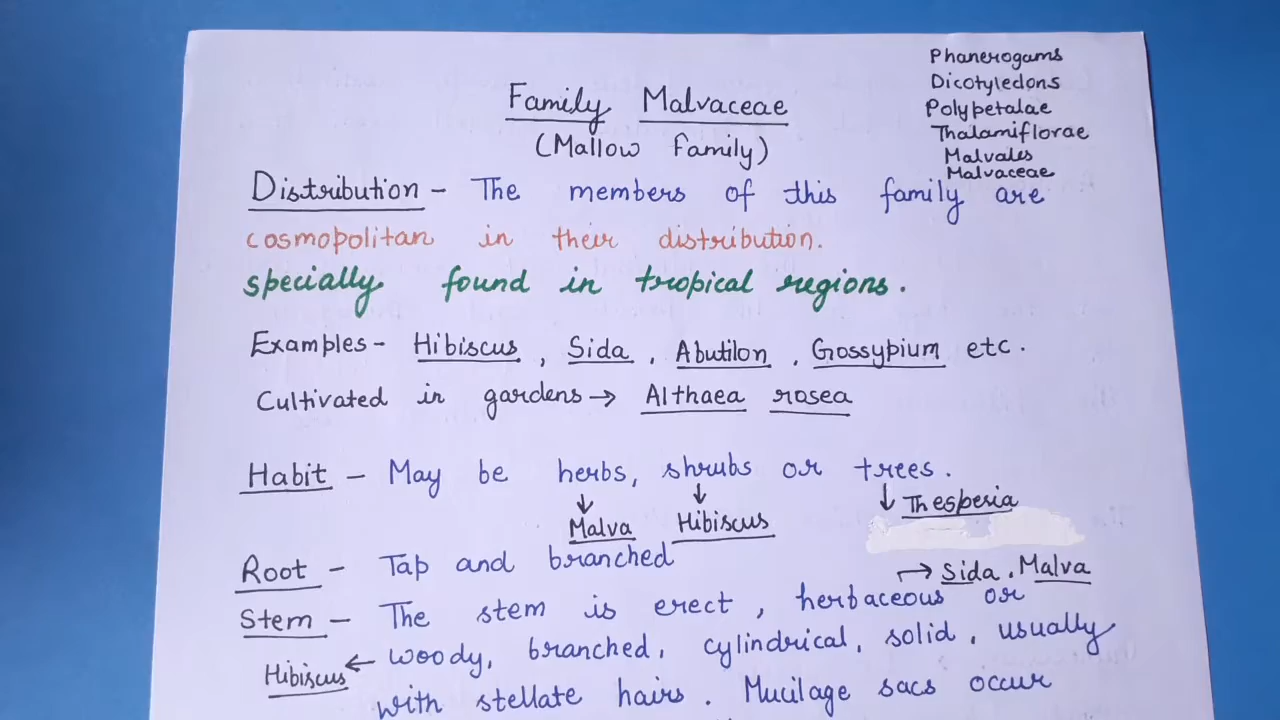 Phanerogams
Dicotyledons
Polypetalae
Thalamiflorae
Malvales
Malvaceae
Family Malvaceae
(Mallow Family)
Distribution - The members of this family are
cosmopolitan in their distribution.
specially found in tropical regions.
Examples - Hibiscus, Sida, Abutilon, Gossypium etc.
Cultivated in gardens → Althaea rosea
Habit - May be herbs, shrubs or trees.
↓ ↓ ↓ Thesperia
Malva Hibiscus
Root - Tap and branched
→ Sida, Malva
Stem - The stem is erect, herbaceous or
woody, branched, cylindrical, solid, usually
Hibiscus ←
with stellate hairs. Mucilage sacs occur